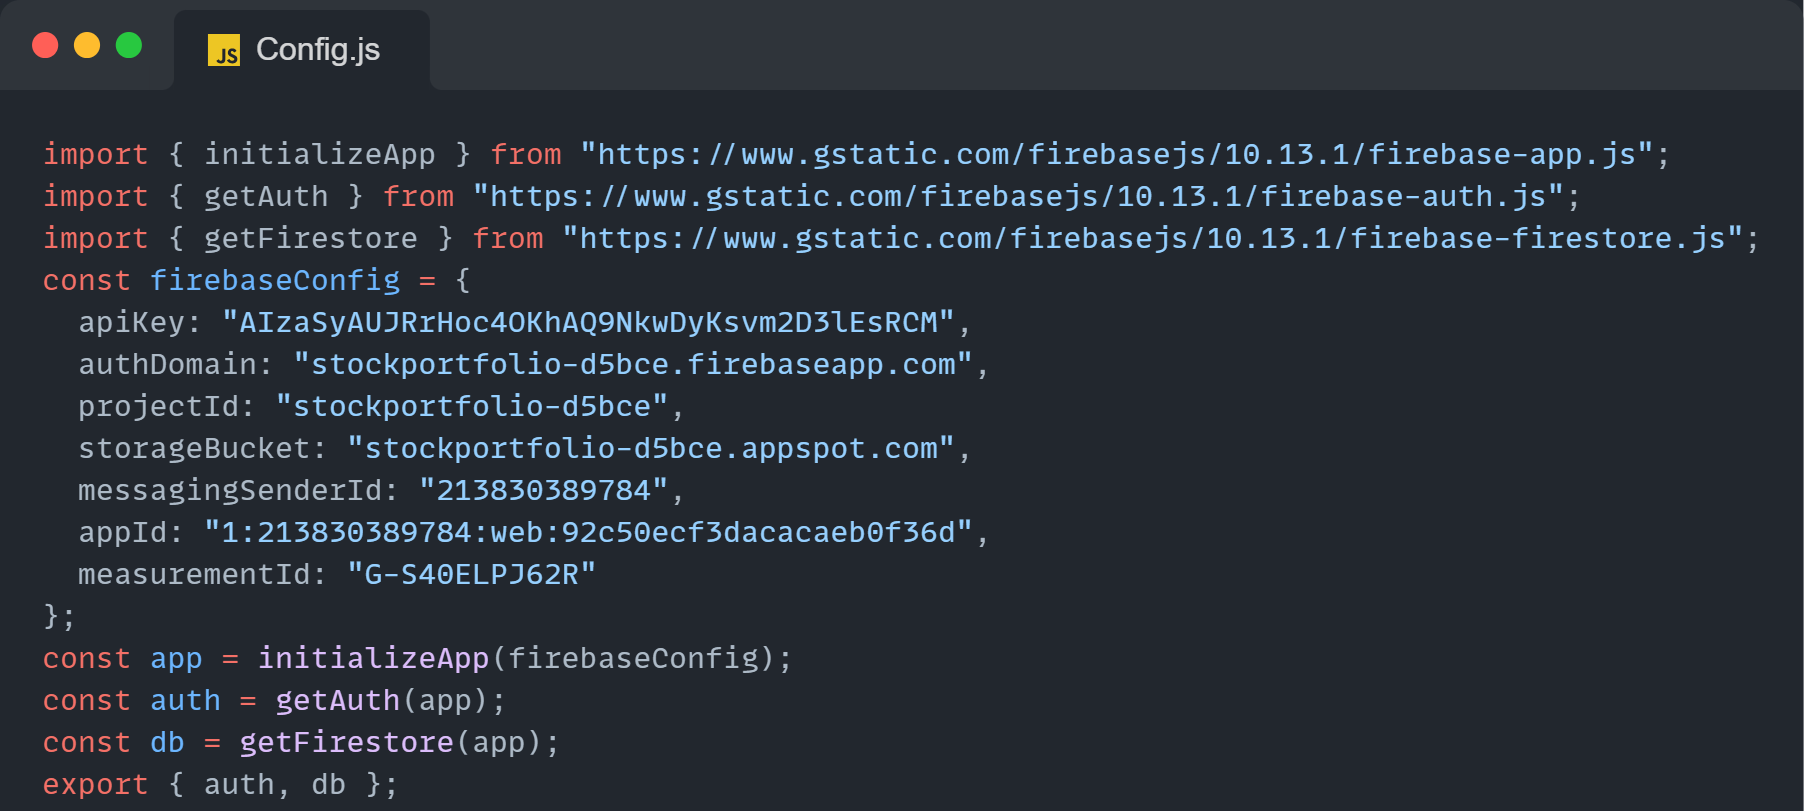 JS Config.js
import { initializeApp } from "https://www.gstatic.com/firebasejs/10.13.1/firebase-app.js";
import { getAuth } from "https://www.gstatic.com/firebasejs/10.13.1/firebase-auth.js";
import { getFirestore } from "https://www.gstatic.com/firebasejs/10.13.1/firebase-firestore.js";
const firebaseConfig = {
  apiKey: "AIzaSyAUJRrHoc4OKhAQ9NkwDyKsvm2D3lEsRCM",
  authDomain: "stockportfolio-d5bce.firebaseapp.com",
  projectId: "stockportfolio-d5bce",
  storageBucket: "stockportfolio-d5bce.appspot.com",
  messagingSenderId: "213830389784",
  appId: "1:213830389784:web:92c50ecf3dacacaeb0f36d",
  measurementId: "G-S40ELPJ62R"
};
const app = initializeApp(firebaseConfig);
const auth = getAuth(app);
const db = getFirestore(app);
export { auth, db };